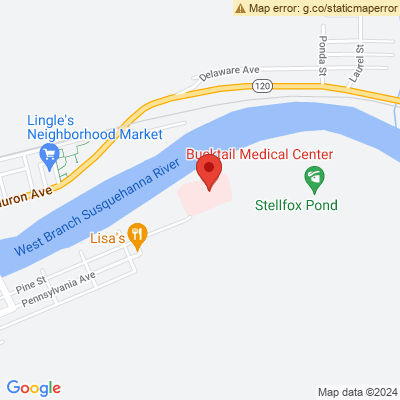 Map error: g.co/staticmaperror
Ponda St
Laurel St.
Delaware Ave
120
Lingle's
Neighborhood Market
Bucktail Medical Center
West Branch Susquehanna River
Huron Ave
Stellfox Pond
Lisa's
Pine St
Pennsylvania Ave
Google
Map data ©2024